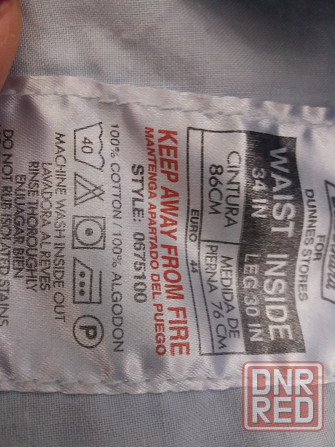 FOR
DUNNES STORES
WAIST INSIDE
34 IN LEG 30 IN
CINTURA MEDIDA DE
86CM PIERNA 76 CM
EURO 44
KEEP AWAY FROM FIRE
MANTENGA APARTADO DEL FUEGO
STYLE: 0675100
100% COTTON / 100% ALGODON
40 P
MACHINE WASH INSIDE OUT
LAVADORA AL REVES
RINSE THOROUGHLY
ENJUAGAR BIEN
DO NOT RUB ISOLATED STAINS
DNR
RED